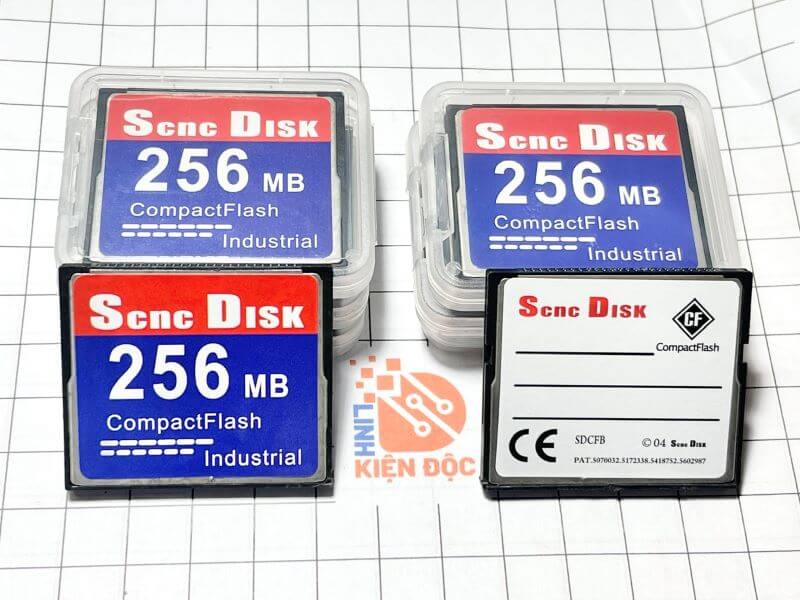 Scnc Disk
256 MB
CompactFlash
Industrial
Scnc Disk
256 MB
CompactFlash
Industrial
Scnc Disk
256 MB
CompactFlash
Industrial
Scnc Disk
CF
CompactFlash
CE SDCFB © 04 Scnc Disk
PAT.5070032.5172338.5418752.5602987
LINH
KIỆN ĐỘC